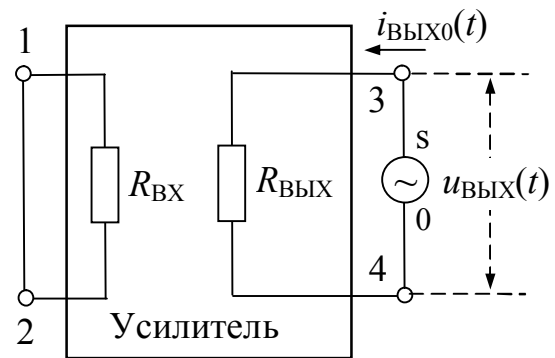 i_ВЫХ0(t)
1
3
s
R_ВХ
R_ВЫХ
~
u_ВЫХ(t)
0
4
2
Усилитель